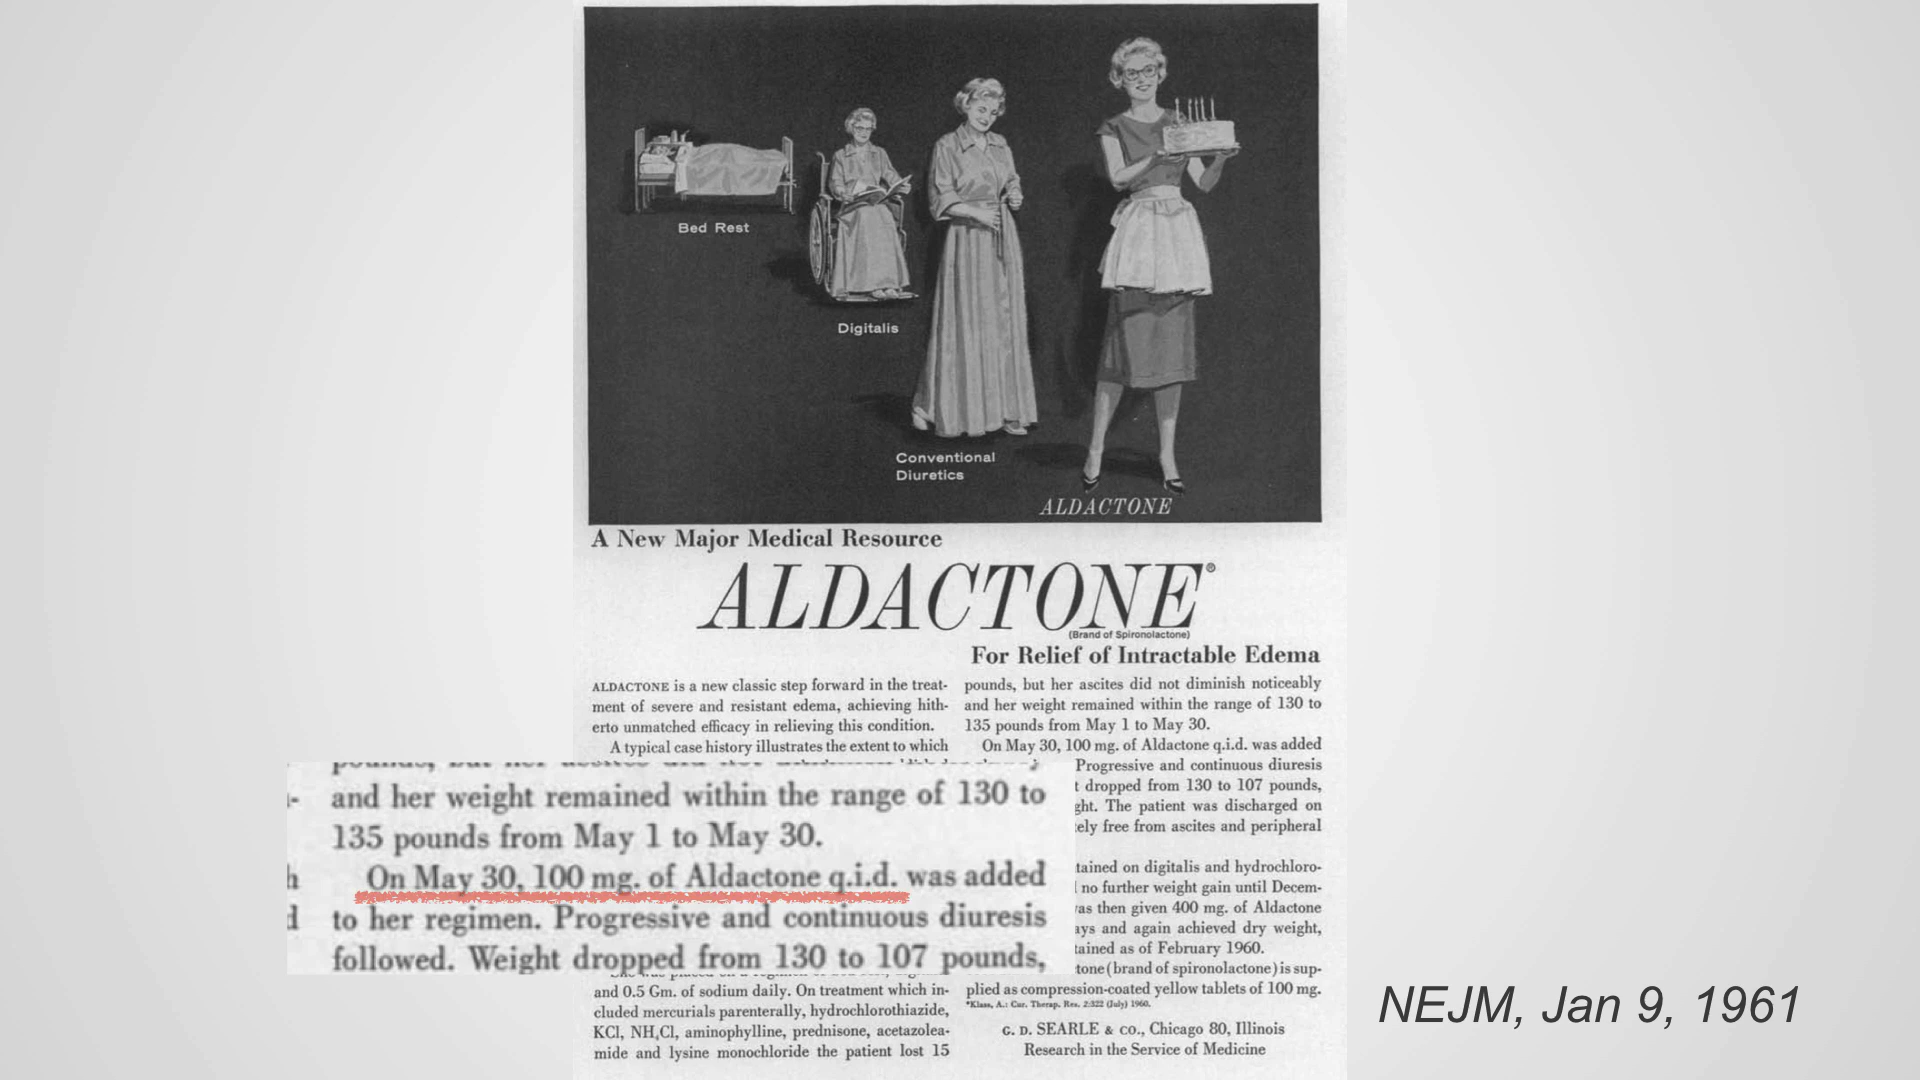 Bed Rest
Digitalis
Conventional
Diuretics
ALDACTONE
A New Major Medical Resource
ALDACTONE®
(Brand of Spironolactone)
For Relief of Intractable Edema
ALDACTONE is a new classic step forward in the treat-
ment of severe and resistant edema, achieving hith-
erto unmatched efficacy in relieving this condition.
A typical case history illustrates the extent to which
and 0.5 Gm. of sodium daily. On treatment which in-
cluded mercurials parenterally, hydrochlorothiazide,
KCl, NH₄Cl, aminophylline, prednisone, acetazolea-
mide and lysine monochloride the patient lost 15
pounds, but her ascites did not diminish noticeably
and her weight remained within the range of 130 to
135 pounds from May 1 to May 30.
On May 30, 100 mg. of Aldactone q.i.d. was added
Progressive and continuous diuresis
t dropped from 130 to 107 pounds,
ght. The patient was discharged on
ely free from ascites and peripheral
tained on digitalis and hydrochloro-
l no further weight gain until Decem-
as then given 400 mg. of Aldactone
ays and again achieved dry weight,
tained as of February 1960.
tone (brand of spironolactone) is sup-
plied as compression-coated yellow tablets of 100 mg.
*Klass, A.: Cur. Therap. Res. 2:322 (July) 1960.
G. D. SEARLE & CO., Chicago 80, Illinois
Research in the Service of Medicine
and her weight remained within the range of 130 to
135 pounds from May 1 to May 30.
On May 30, 100 mg. of Aldactone q.i.d. was added
to her regimen. Progressive and continuous diuresis
followed. Weight dropped from 130 to 107 pounds,
NEJM, Jan 9, 1961